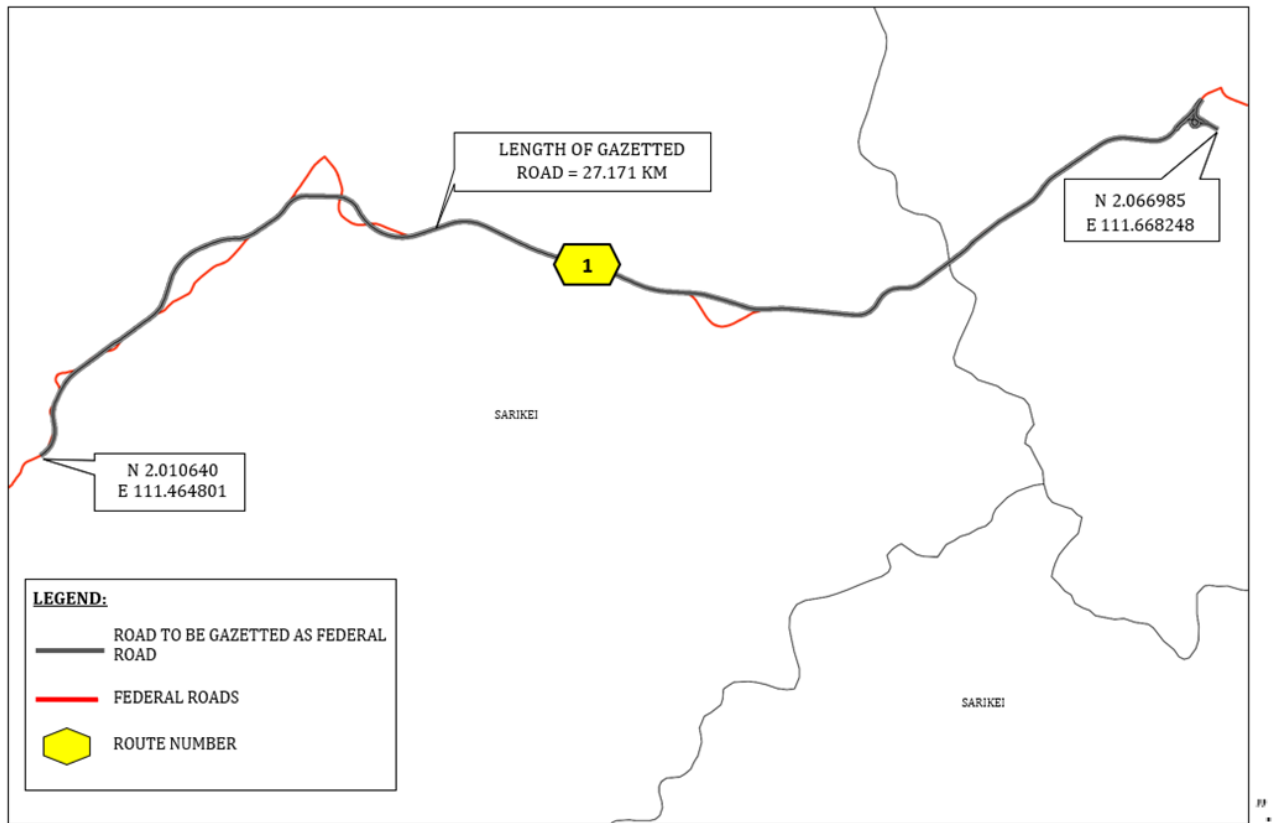 LENGTH OF GAZETTED
ROAD = 27.171 KM
N 2.066985
E 111.668248
1
SARIKEI
N 2.010640
E 111.464801
LEGEND:
ROAD TO BE GAZETTED AS FEDERAL
ROAD
FEDERAL ROADS
ROUTE NUMBER
SARIKEI
”.